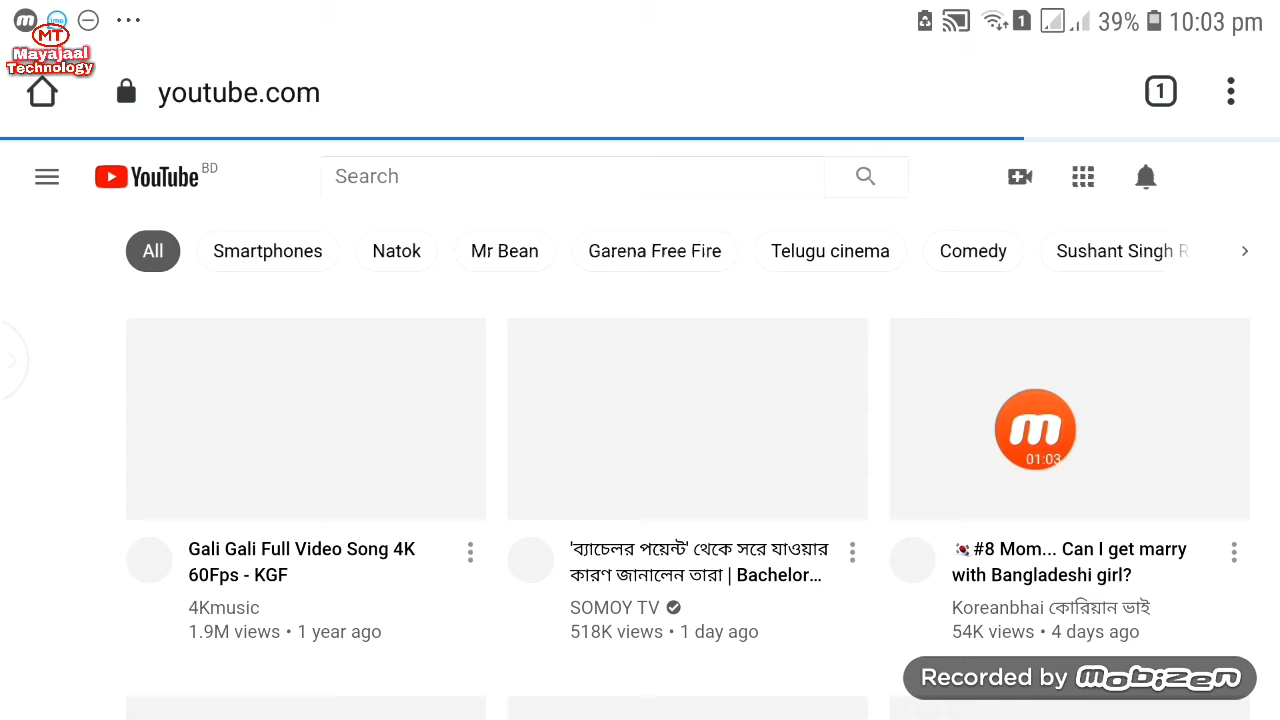 39% 10:03 pm
MT
Mayajaal
Technology
youtube.com
1
YouTube BD
Search
All
Smartphones
Natok
Mr Bean
Garena Free Fire
Telugu cinema
Comedy
Sushant Singh R
m
01:03
Gali Gali Full Video Song 4K
60Fps - KGF
4Kmusic
1.9M views • 1 year ago
'ব্যাচেলর পয়েন্ট' থেকে সরে যাওয়ার
কারণ জানালেন তারা | Bachelor...
SOMOY TV
518K views • 1 day ago
🇰🇷#8 Mom... Can I get marry
with Bangladeshi girl?
Koreanbhai কোরিয়ান ভাই
54K views • 4 days ago
Recorded by mobizen